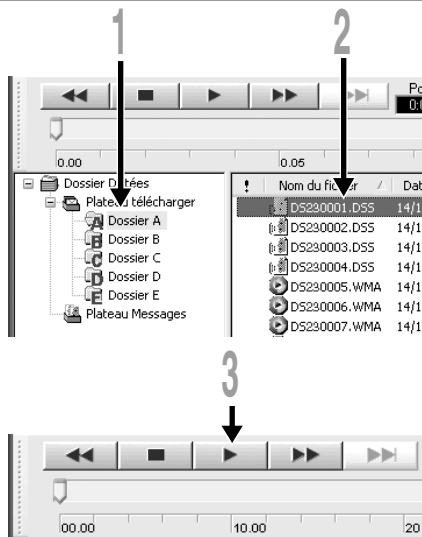 1
2
Po
0:0
0.00 0.05
Dossier Dictées
Plateau télécharger
Dossier A
Dossier B
Dossier C
Dossier D
Dossier E
Plateau Messages
! Nom du fichier Dat
DS230001.DSS 14/1
DS230002.DSS 14/1
DS230003.DSS 14/1
DS230004.DSS 14/1
DS230005.WMA 14/1
DS230006.WMA 14/1
DS230007.WMA 14/1
3
00.00 10.00 20